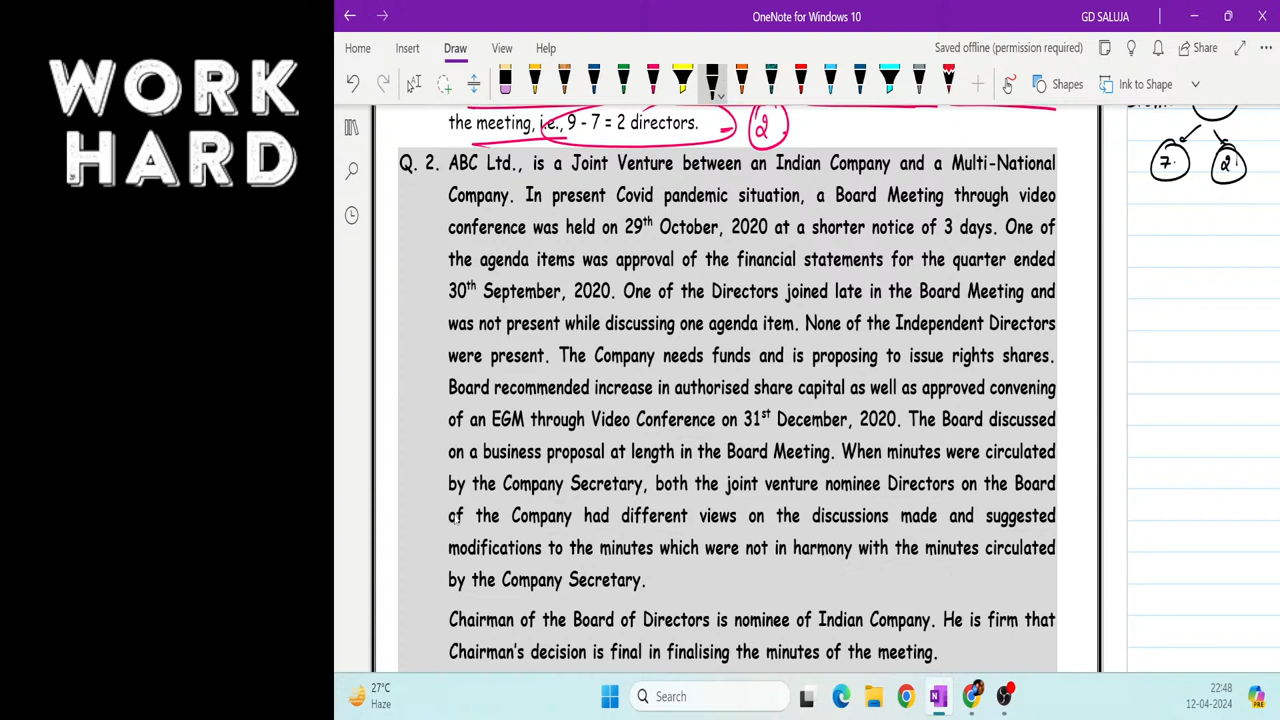 WORK
HARD
OneNote for Windows 10
GD SALUJA
Home Insert Draw View Help
Saved offline (permission required)
Share
Shapes
Ink to Share
the meeting, i.e., 9 - 7 = 2 directors.
2
7
2
Q. 2. ABC Ltd., is a Joint Venture between an Indian Company and a Multi-National
Company. In present Covid pandemic situation, a Board Meeting through video
conference was held on 29th October, 2020 at a shorter notice of 3 days. One of
the agenda items was approval of the financial statements for the quarter ended
30th September, 2020. One of the Directors joined late in the Board Meeting and
was not present while discussing one agenda item. None of the Independent Directors
were present. The Company needs funds and is proposing to issue rights shares.
Board recommended increase in authorised share capital as well as approved convening
of an EGM through Video Conference on 31st December, 2020. The Board discussed
on a business proposal at length in the Board Meeting. When minutes were circulated
by the Company Secretary, both the joint venture nominee Directors on the Board
of the Company had different views on the discussions made and suggested
modifications to the minutes which were not in harmony with the minutes circulated
by the Company Secretary.
Chairman of the Board of Directors is nominee of Indian Company. He is firm that
Chairman's decision is final in finalising the minutes of the meeting.
27°C
Haze
Search
22:48
12-04-2024